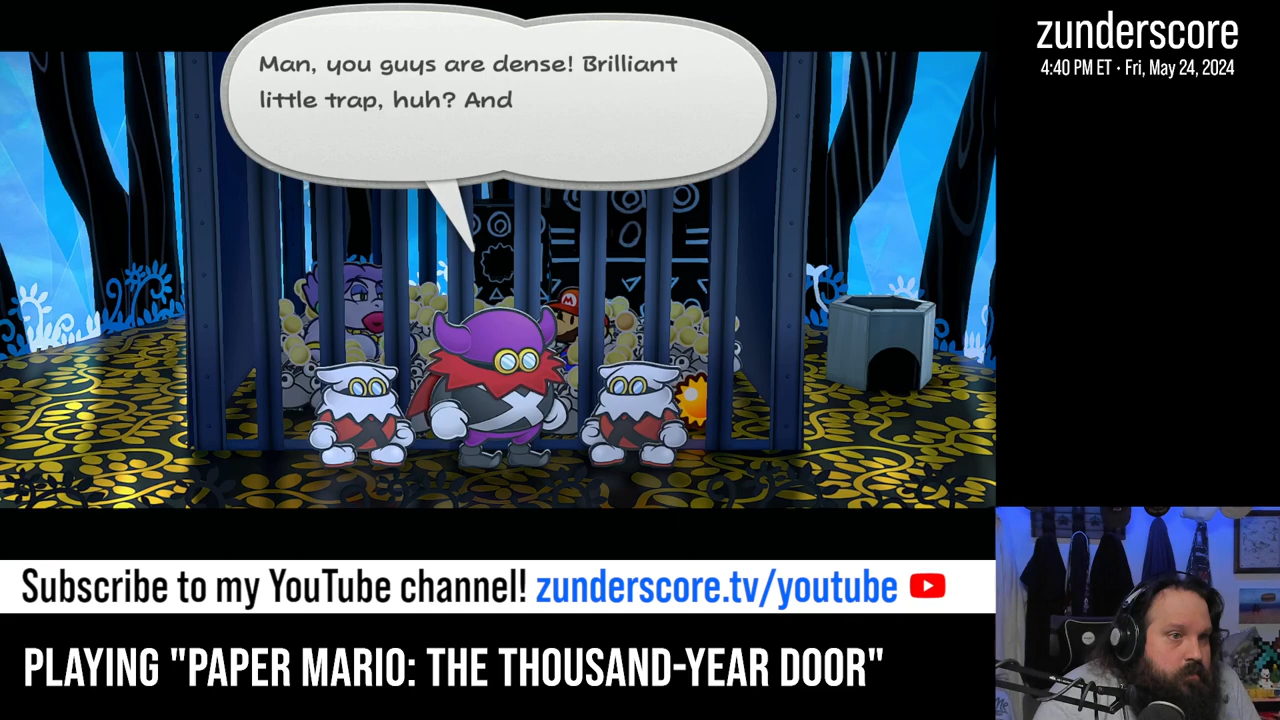 Man, you guys are dense! Brilliant
little trap, huh? And
zunderscore
4:40 PM ET • Fri, May 24, 2024
Subscribe to my YouTube channel! zunderscore.tv/youtube
PLAYING "PAPER MARIO: THE THOUSAND-YEAR DOOR"